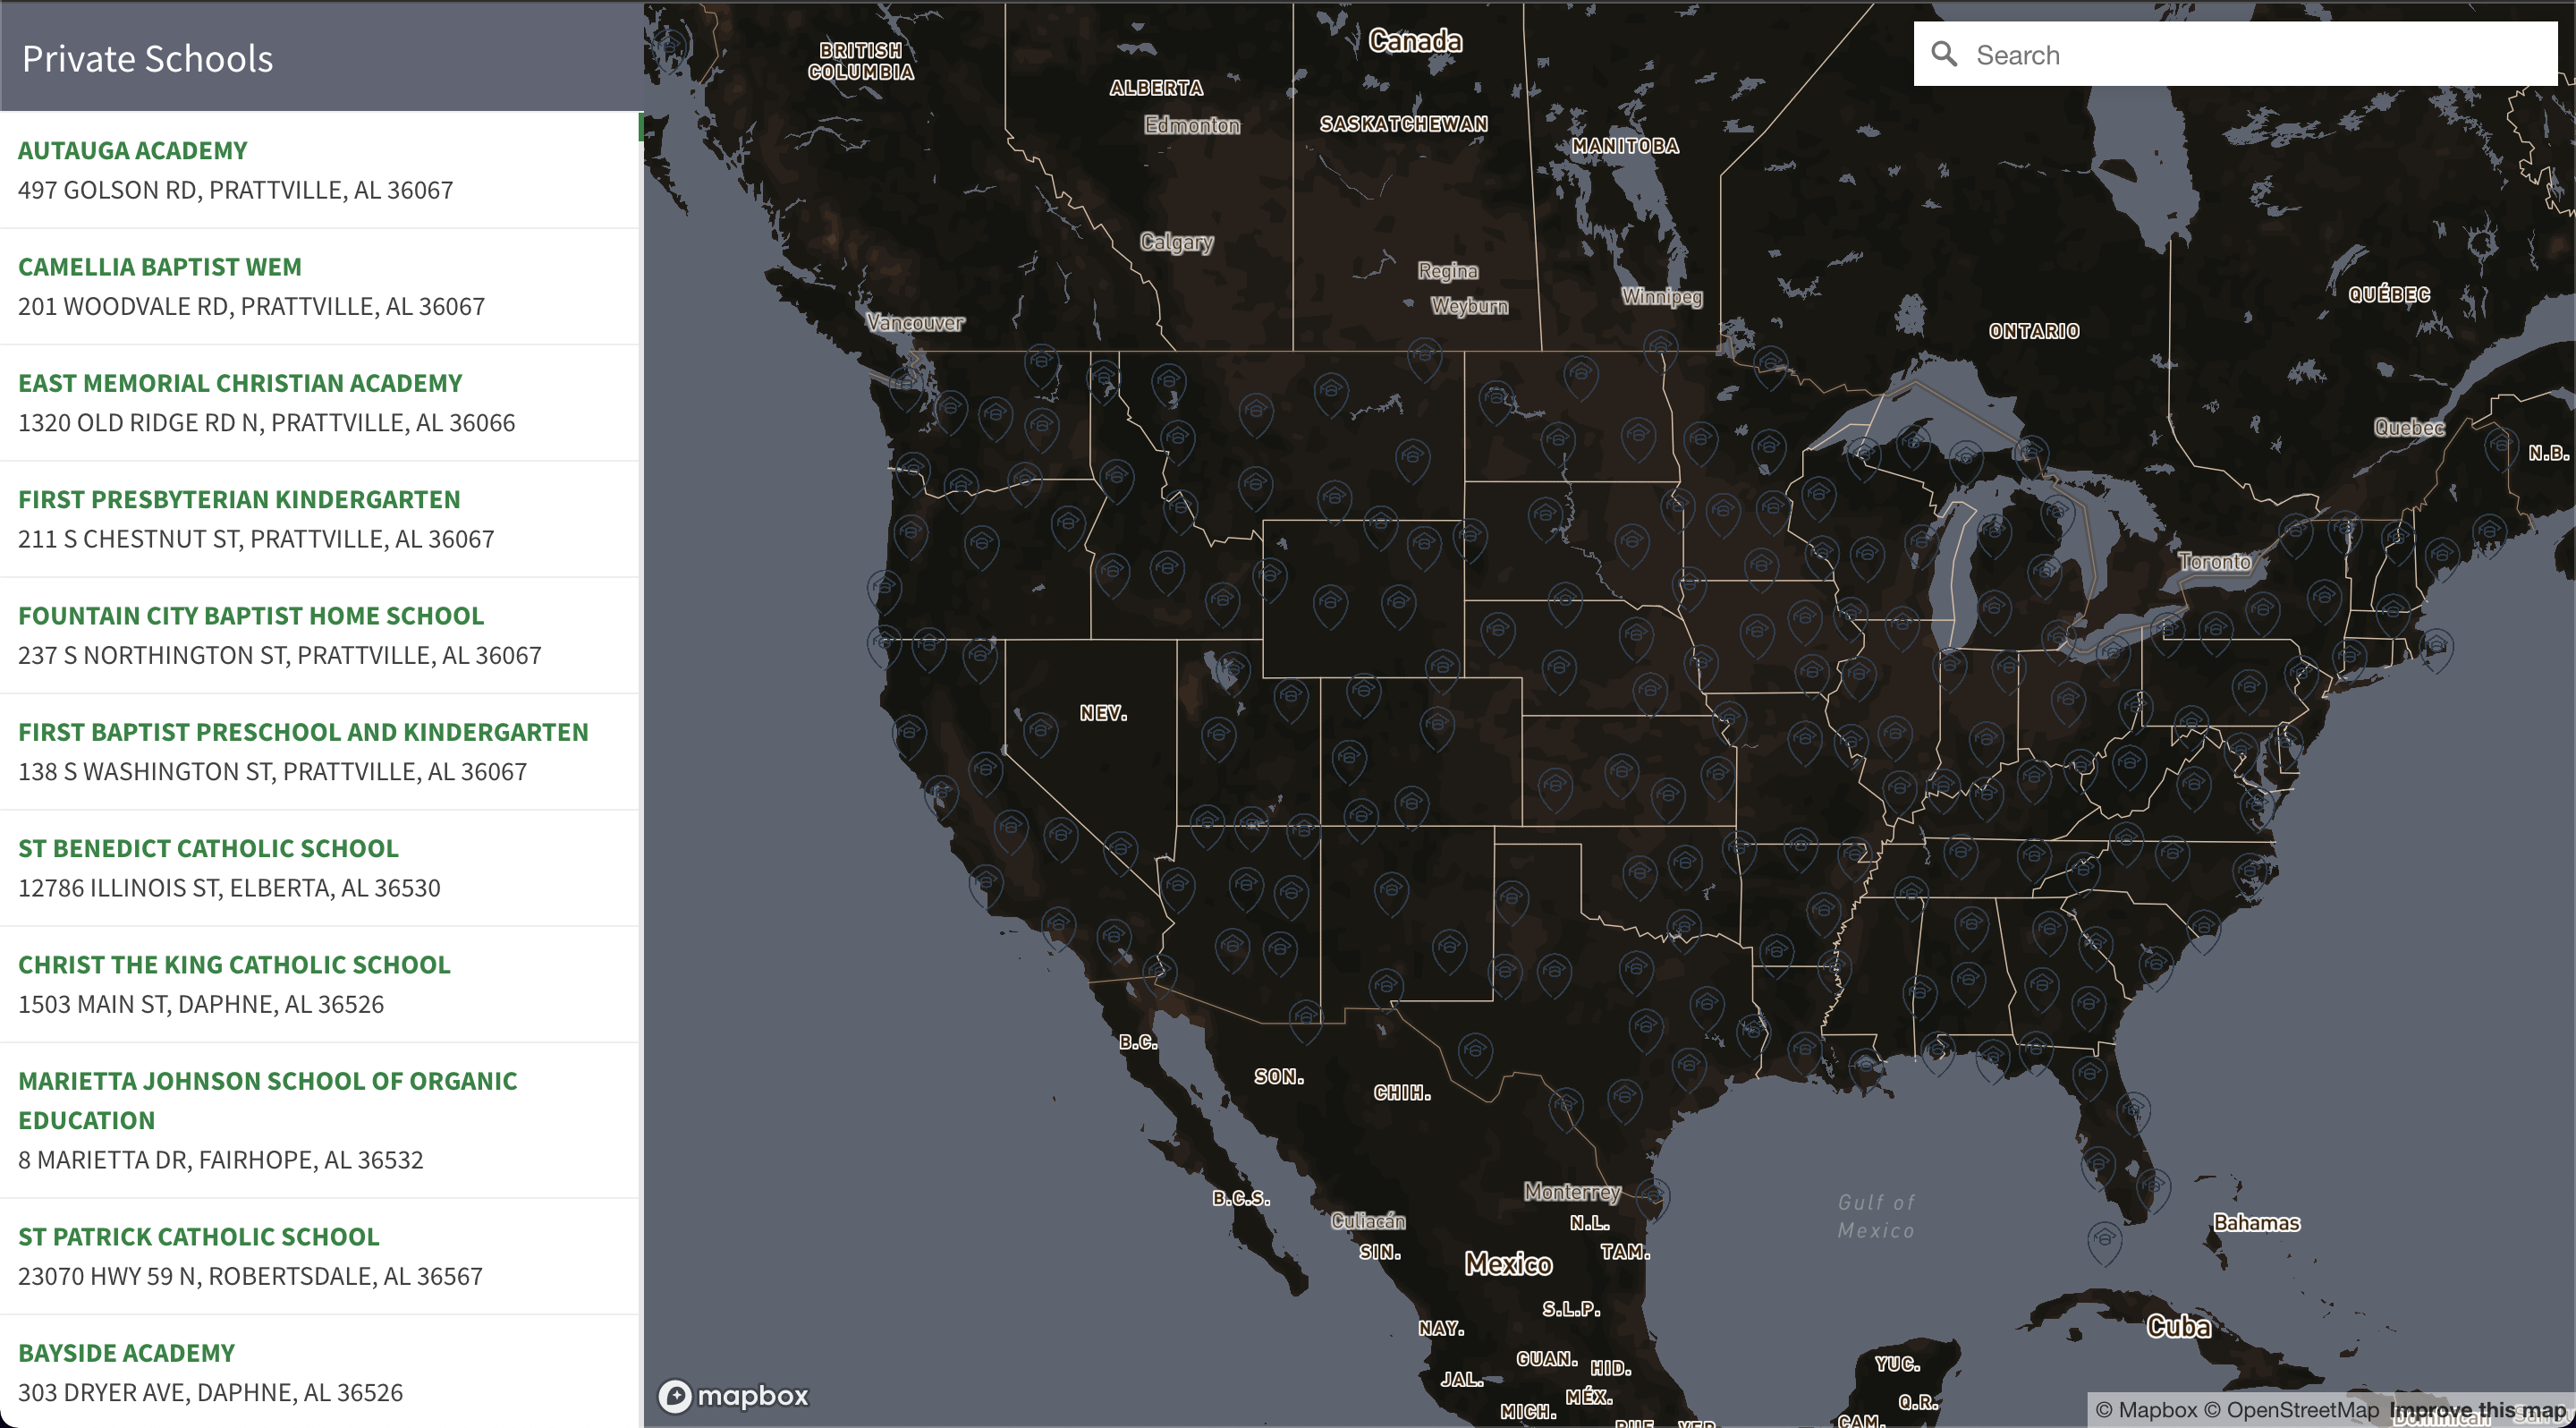 Private Schools
AUTAUGA ACADEMY
497 GOLSON RD, PRATTVILLE, AL 36067
CAMELLIA BAPTIST WEM
201 WOODVALE RD, PRATTVILLE, AL 36067
EAST MEMORIAL CHRISTIAN ACADEMY
1320 OLD RIDGE RD N, PRATTVILLE, AL 36066
FIRST PRESBYTERIAN KINDERGARTEN
211 S CHESTNUT ST, PRATTVILLE, AL 36067
FOUNTAIN CITY BAPTIST HOME SCHOOL
237 S NORTHINGTON ST, PRATTVILLE, AL 36067
FIRST BAPTIST PRESCHOOL AND KINDERGARTEN
138 S WASHINGTON ST, PRATTVILLE, AL 36067
ST BENEDICT CATHOLIC SCHOOL
12786 ILLINOIS ST, ELBERTA, AL 36530
CHRIST THE KING CATHOLIC SCHOOL
1503 MAIN ST, DAPHNE, AL 36526
MARIETTA JOHNSON SCHOOL OF ORGANIC
EDUCATION
8 MARIETTA DR, FAIRHOPE, AL 36532
ST PATRICK CATHOLIC SCHOOL
23070 HWY 59 N, ROBERTSDALE, AL 36567
BAYSIDE ACADEMY
303 DRYER AVE, DAPHNE, AL 36526
Search
Canada
BRITISH
COLUMBIA
ALBERTA
Edmonton
SASKATCHEWAN
MANITOBA
Calgary
Regina
Weyburn
Winnipeg
Vancouver
ONTARIO
QUÉBEC
Quebec
N.B.
Toronto
NEV.
B.C.
SON.
CHIH.
B.C.S.
Monterrey
Culiacán
N.L.
SIN.
TAM.
Mexico
Gulf of
Mexico
Bahamas
S.L.P.
NAY.
Cuba
GUAN.
HID.
JAL.
MÉX.
MICH.
YUC.
Q.R.
CAM.
mapbox
© Mapbox © OpenStreetMap Improve this map